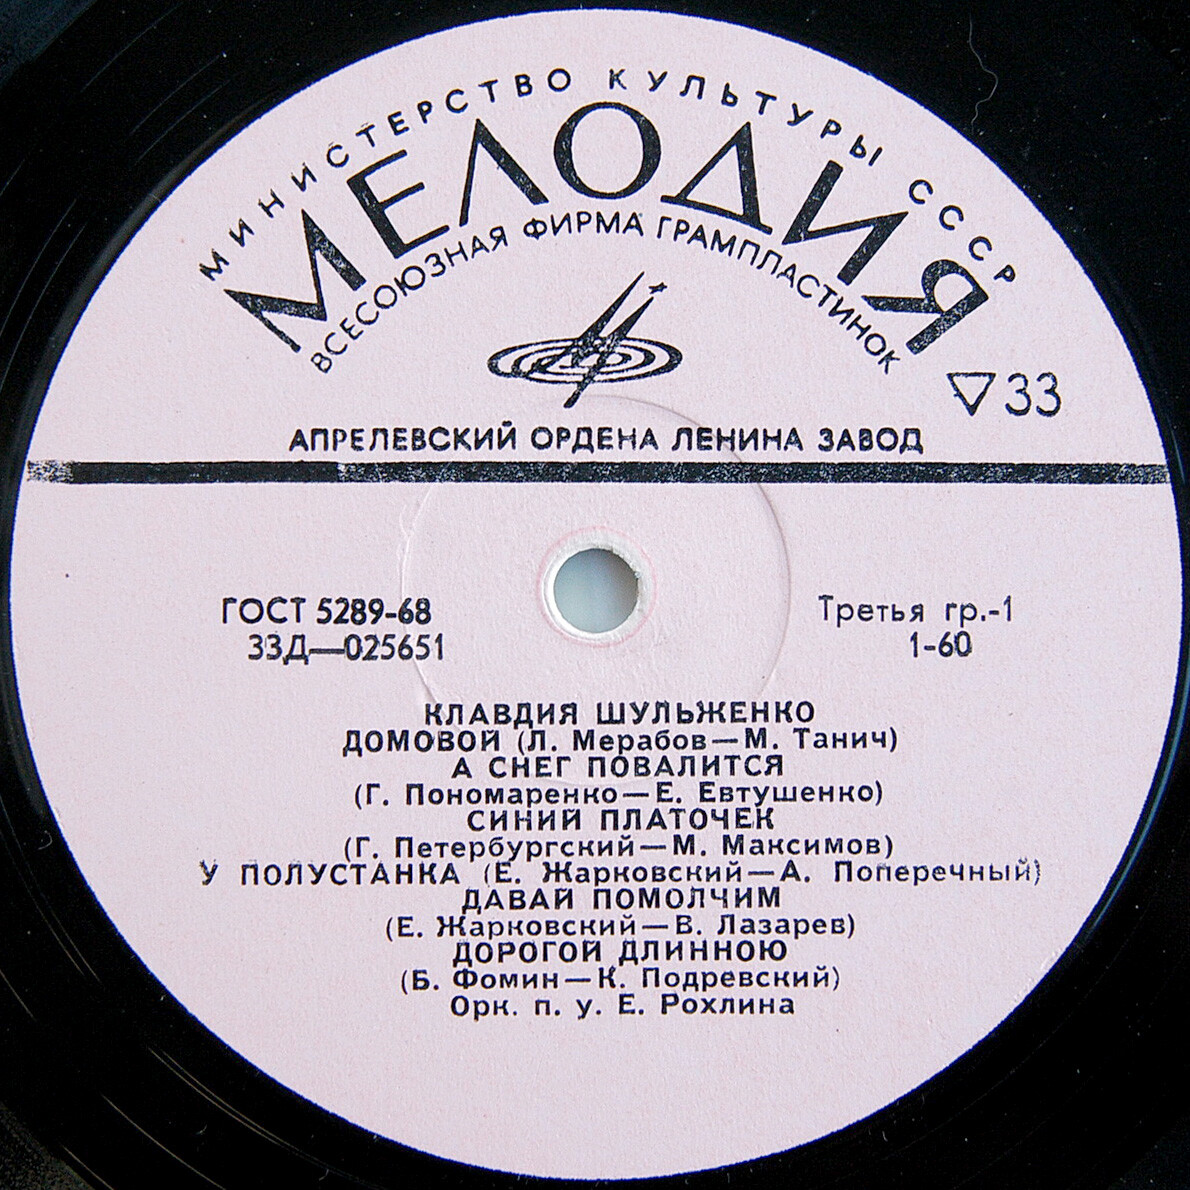 МИНИСТЕРСТВО КУЛЬТУРЫ СССР
МЕЛОДИЯ
ВСЕСОЮЗНАЯ ФИРМА ГРАМПЛАСТИНОК
33
АПРЕЛЕВСКИЙ ОРДЕНА ЛЕНИНА ЗАВОД
ГОСТ 5289-68
33Д—025651
Третья гр.-1
1-60
КЛАВДИЯ ШУЛЬЖЕНКО
ДОМОВОЙ (Л. Мерабов—М. Танич)
А СНЕГ ПОВАЛИТСЯ
(Г. Пономаренко—Е. Евтушенко)
СИНИЙ ПЛАТОЧЕК
(Г. Петербургский—М. Максимов)
У ПОЛУСТАНКА (Е. Жарковский—А. Поперечный)
ДАВАЙ ПОМОЛЧИМ
(Е. Жарковский—В. Лазарев)
ДОРОГОЙ ДЛИННОЮ
(Б. Фомин—К. Подревский)
Орк. п. у. Е. Рохлина